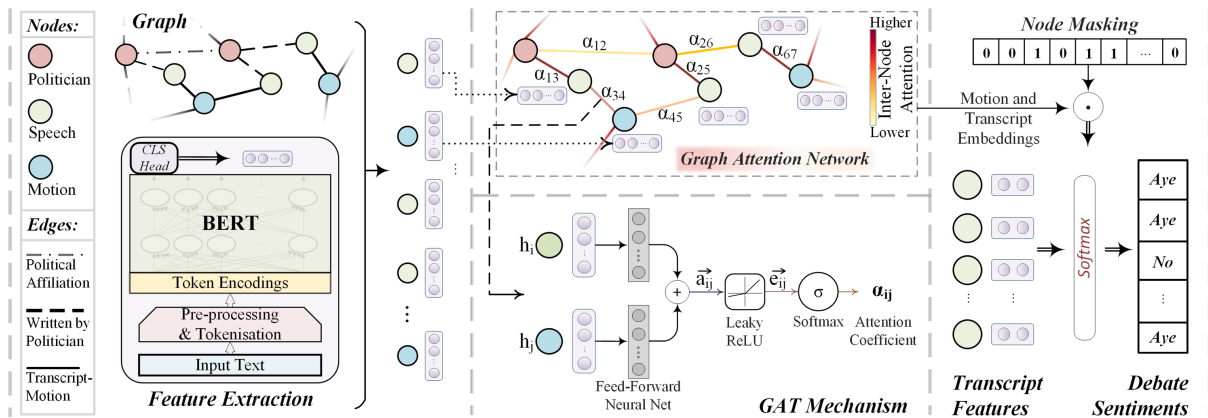 Nodes:
Politician
Speech
Motion
Edges:
Political
Affiliation
Written by
Politician
Transcript-
Motion
Graph
CLS
Head
BERT
Token Encodings
Pre-processing
& Tokenisation
Input Text
Feature Extraction
α12
α26
α67
α13
α25
α34
α45
Higher
Inter-Node
Attention
Lower
Graph Attention Network
hi
hj
Feed-Forward
Neural Net
+
aij
Leaky
ReLU
eij
σ
Softmax
αij
Attention
Coefficient
GAT Mechanism
Node Masking
0 0 1 0 1 1 ... 0
Motion and
Transcript
Embeddings
Softmax
Aye
Aye
No
Aye
Transcript
Features
Debate
Sentiments